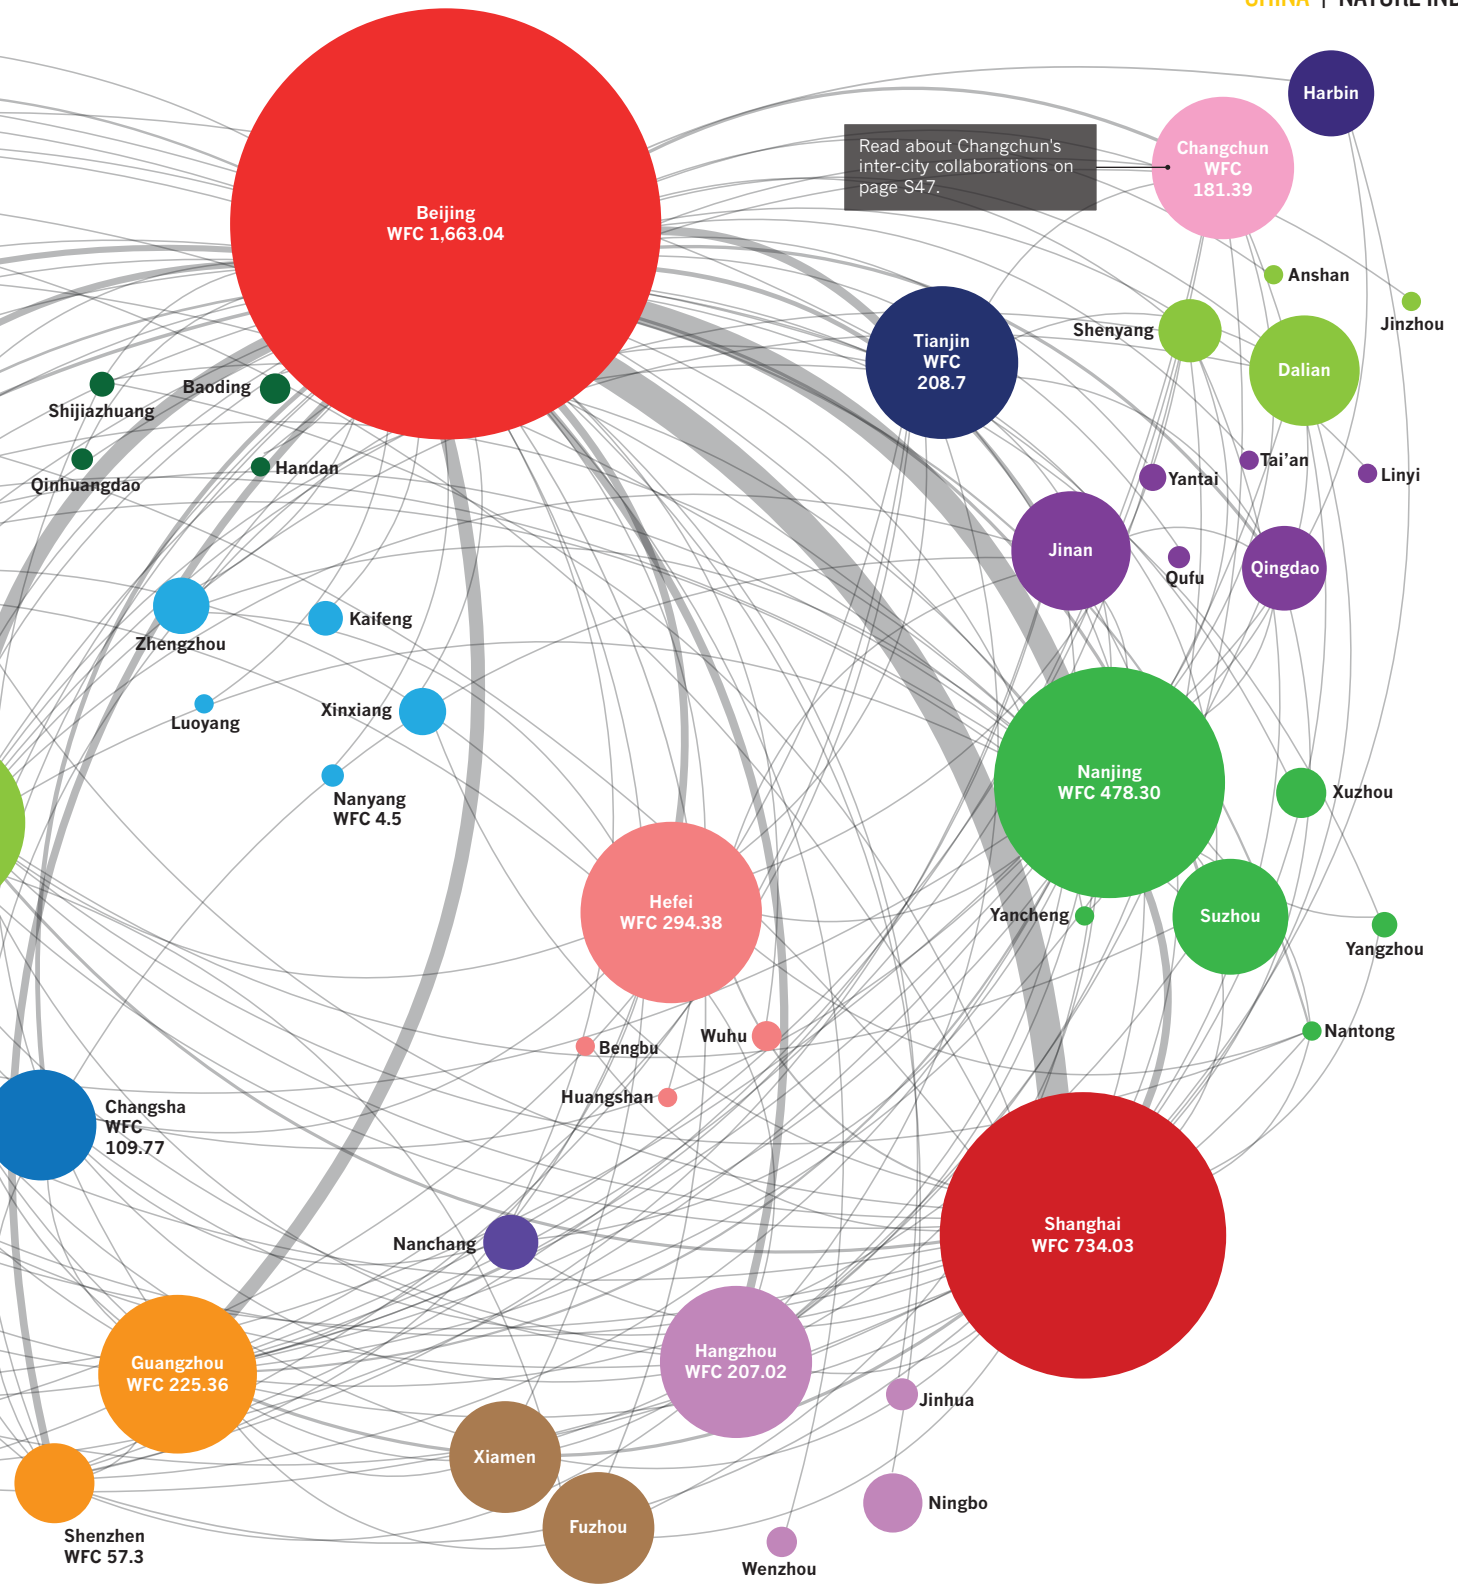 CHINA | NATURE IND
Harbin
Changchun
WFC
181.39
Read about Changchun's
inter-city collaborations on
page S47.
Beijing
WFC 1,663.04
Anshan
Jinzhou
Shenyang
Tianjin
WFC
208.7
Dalian
Shijiazhuang
Baoding
Qinhuangdao
Handan
Yantai
Tai’an
Linyi
Jinan
Qufu
Qingdao
Zhengzhou
Kaifeng
Luoyang
Xinxiang
Nanyang
WFC 4.5
Nanjing
WFC 478.30
Xuzhou
Hefei
WFC 294.38
Yancheng
Suzhou
Yangzhou
Bengbu
Wuhu
Nantong
Huangshan
Changsha
WFC
109.77
Nanchang
Shanghai
WFC 734.03
Guangzhou
WFC 225.36
Hangzhou
WFC 207.02
Jinhua
Xiamen
Ningbo
Fuzhou
Shenzhen
WFC 57.3
Wenzhou